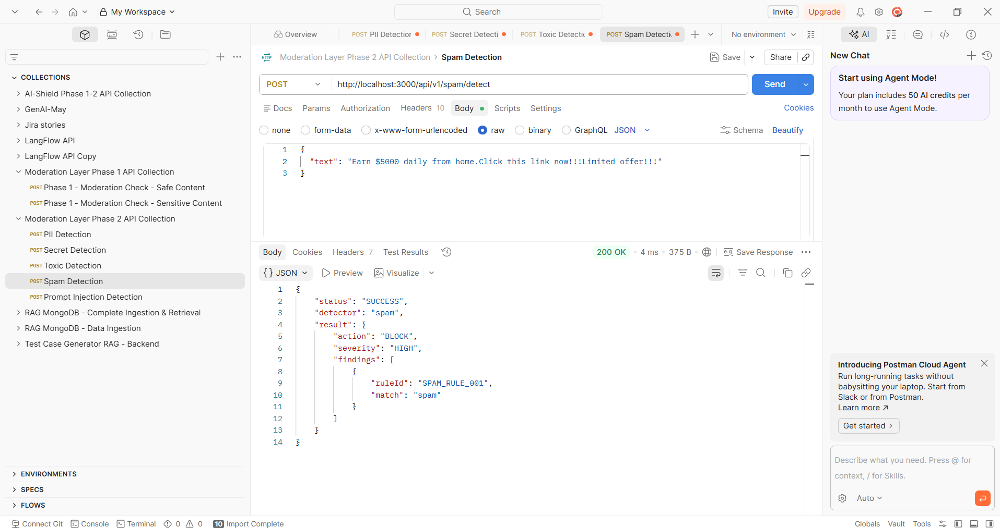 My Workspace
Search
Invite
Upgrade
Overview
POST PII Detection
POST Secret Detecti
POST Toxic Detectic
POST Spam Detectic
No environment
AI
HTTP Moderation Layer Phase 2 API Collection > Spam Detection
Save
Share
New Chat
COLLECTIONS
AI-Shield Phase 1-2 API Collection
GenAI-May
Jira stories
LangFlow API
LangFlow API Copy
Moderation Layer Phase 1 API Collection
POST Phase 1 - Moderation Check - Safe Content
POST Phase 1 - Moderation Check - Sensitive Content
Moderation Layer Phase 2 API Collection
POST PII Detection
POST Secret Detection
POST Toxic Detection
POST Spam Detection
POST Prompt Injection Detection
RAG MongoDB - Complete Ingestion & Retrieval
RAG MongoDB - Data Ingestion
Test Case Generator RAG - Backend
ENVIRONMENTS
SPECS
FLOWS
POST http://localhost:3000/api/v1/spam/detect
Send
Docs Params Authorization Headers 10 Body Scripts Settings
Cookies
none form-data x-www-form-urlencoded raw binary GraphQL JSON
Schema Beautify
1 {
2 "text": "Earn $5000 daily from home.Click this link now!!!Limited offer!!!"
3 }
Body Cookies Headers 7 Test Results
200 OK • 4 ms • 375 B • e.g. Save Response
{} JSON Preview Visualize
1 {
2 "status": "SUCCESS",
3 "detector": "spam",
4 "result": {
5 "action": "BLOCK",
6 "severity": "HIGH",
7 "findings": [
8 {
9 "ruleId": "SPAM_RULE_001",
10 "match": "spam"
11 }
12 ]
13 }
14 }
Start using Agent Mode!
Your plan includes 50 AI credits per
month to use Agent Mode.
Introducing Postman Cloud Agent
Run long-running tasks without
babysitting your laptop. Start from
Slack or from Postman.
Learn more
Get started
Describe what you need. Press @ for
context, / for Skills.
Auto
Connect Git Console Terminal 0 0 10 Import Complete
Globals Vault Tools